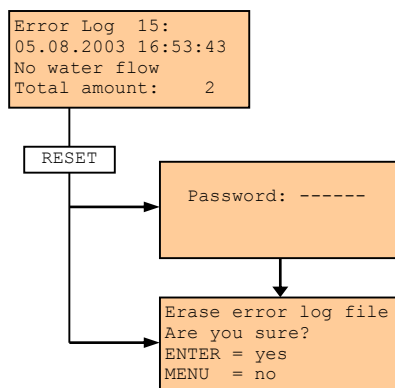 Error Log  15:
05.08.2003 16:53:43
No water flow
Total amount:    2
RESET
Password: ------
Erase error log file
Are you sure?
ENTER = yes
MENU  = no